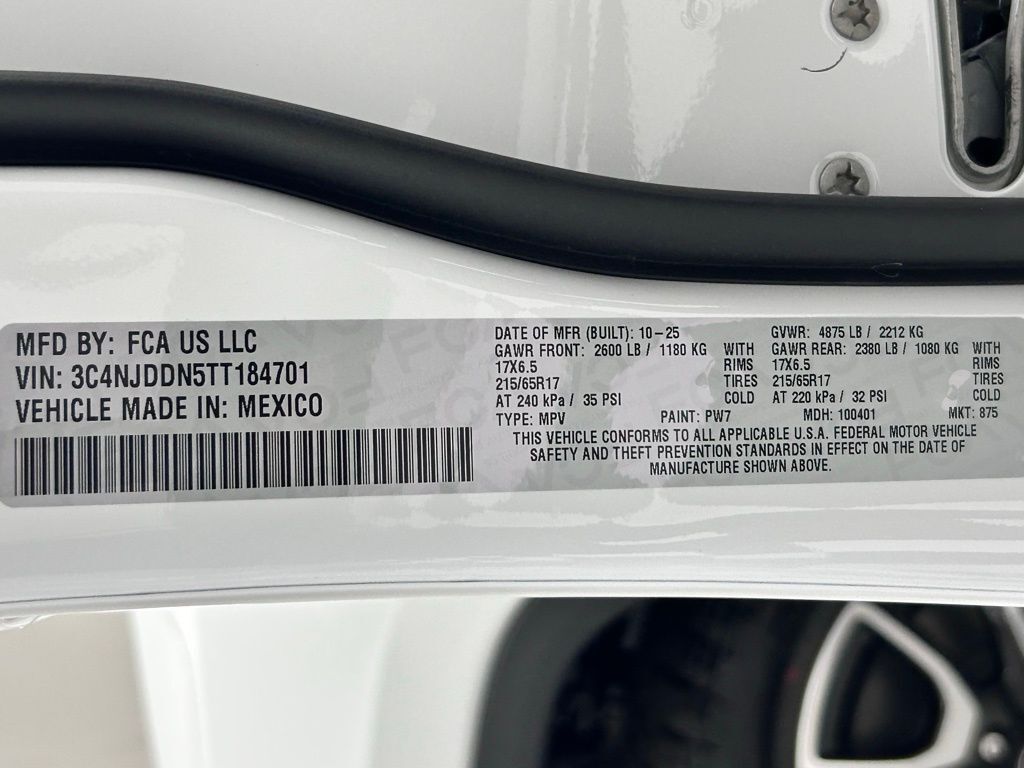 MFD BY: FCA US LLC
VIN: 3C4NJDDN5TT184701
VEHICLE MADE IN: MEXICO
DATE OF MFR (BUILT): 10-25
GAWR FRONT: 2600 LB / 1180 KG WITH
17X6.5 RIMS
215/65R17 TIRES
AT 240 kPa / 35 PSI COLD
GVWR: 4875 LB / 2212 KG
GAWR REAR: 2380 LB / 1080 KG WITH
17X6.5 RIMS
215/65R17 TIRES
AT 220 kPa / 32 PSI COLD
TYPE: MPV PAINT: PW7 MDH: 100401 MKT: 875
THIS VEHICLE CONFORMS TO ALL APPLICABLE U.S.A. FEDERAL MOTOR VEHICLE
SAFETY AND THEFT PREVENTION STANDARDS IN EFFECT ON THE DATE OF
MANUFACTURE SHOWN ABOVE.